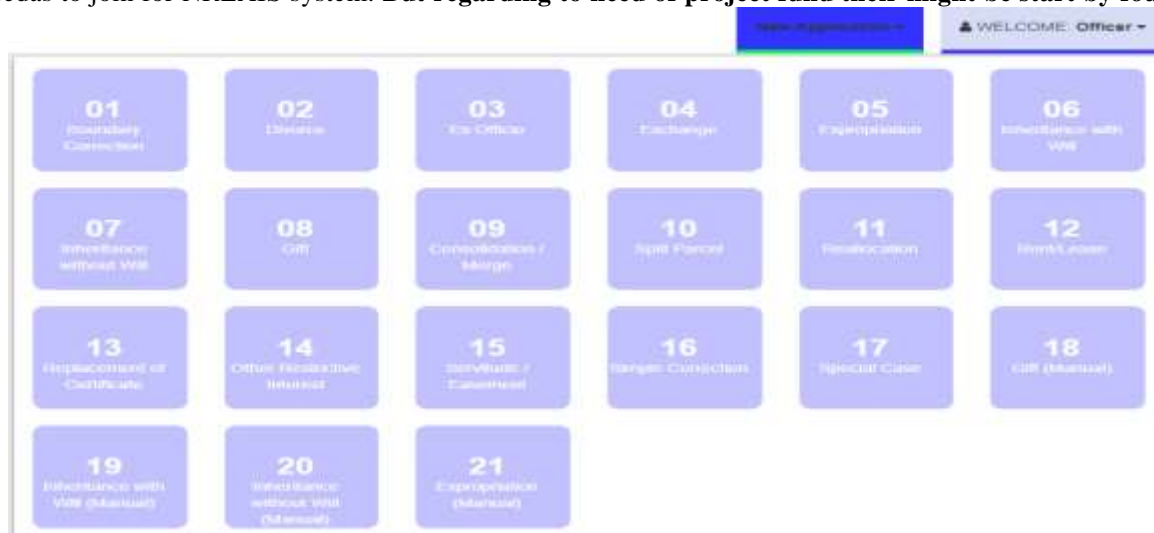 to join for NRLAIS system. But regarding to need of project fund their might be start by
New Application
WELCOME: Officer
01
Boundary
Correction
02
Divorce
03
Ex-Officio
04
Exchange
05
Expropriation
06
Inheritance with
Will
07
Inheritance
without Will
08
Gift
09
Consolidation /
Merge
10
Split Parcel
11
Reallocation
12
Rent/Lease
13
Replacement of
Certificate
14
Other Restrictive
Interest
15
Servitude /
Easement
16
Simple Correction
17
Special Case
18
Gift (Manual)
19
Inheritance with
Will (Manual)
20
Inheritance
without Will
(Manual)
21
Expropriation
(Manual)